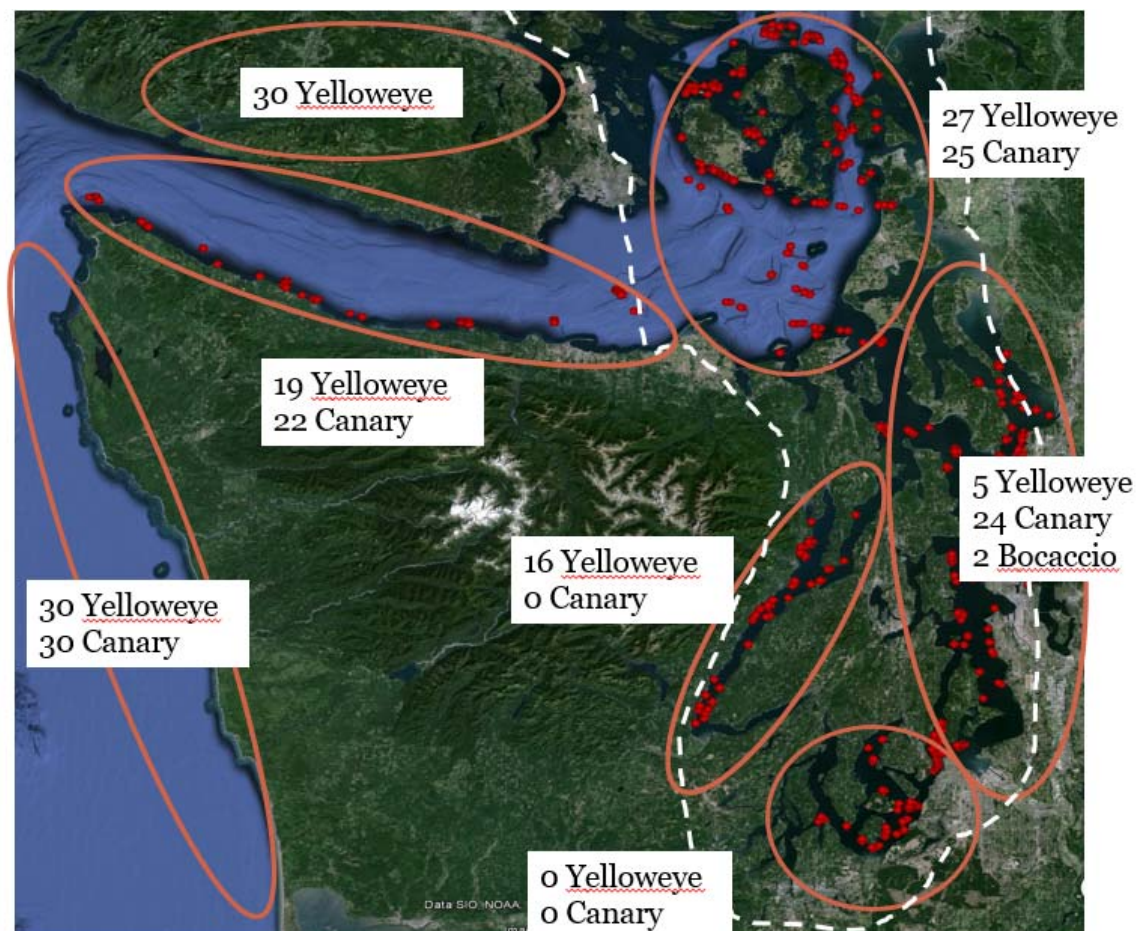 30 Yelloweye
27 Yelloweye
25 Canary
19 Yelloweye
22 Canary
5 Yelloweye
24 Canary
2 Bocaccio
16 Yelloweye
0 Canary
30 Yelloweye
30 Canary
0 Yelloweye
0 Canary
Data SIO, NOAA